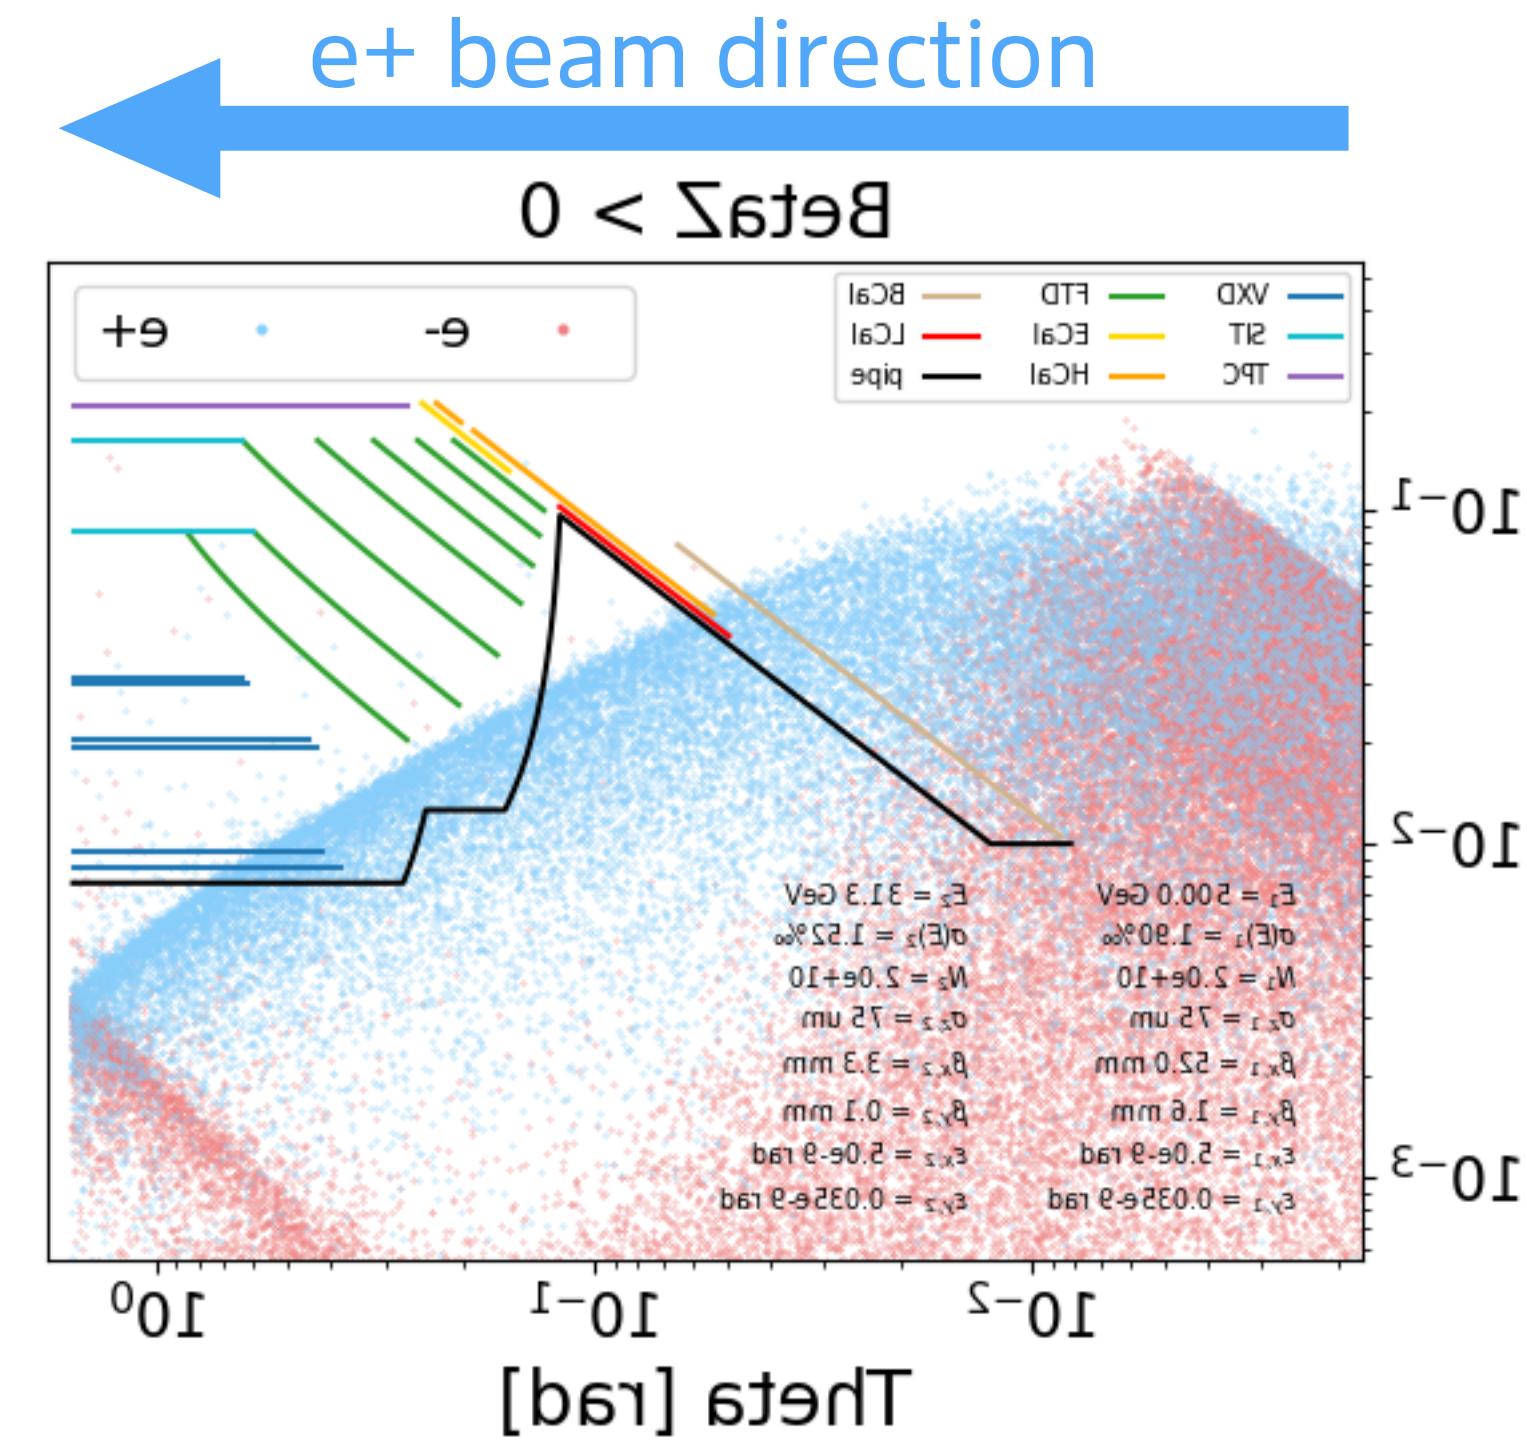 e+ beam direction
BetaZ > 0
e- e+
VXD FTD BCal
SIT ECal LCal
TPC HCal pipe
10⁻¹
10⁻²
10⁻³
E₁ = 500.0 GeV E₂ = 31.3 GeV
σ(E)₁ = 1.90‰ σ(E)₂ = 1.52‰
N₁ = 2.0e+10 N₂ = 2.0e+10
σz,1 = 75 um σz,2 = 75 um
βx,1 = 52.0 mm βx,2 = 3.3 mm
βy,1 = 1.6 mm βy,2 = 0.1 mm
εx,1 = 5.0e-9 rad εx,2 = 5.0e-9 rad
εy,1 = 0.035e-9 rad εy,2 = 0.035e-9 rad
10⁻² 10⁻¹ 10⁰
Theta [rad]